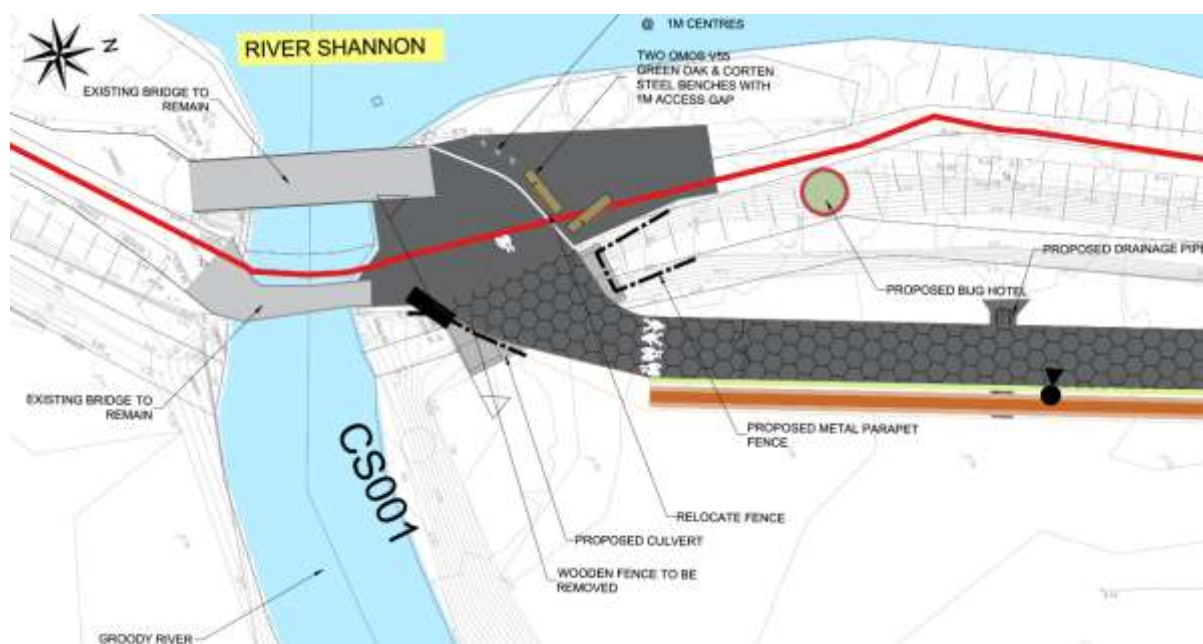 @ 1M CENTRES
N
RIVER SHANNON
TWO OMOS V55
GREEN OAK & CORTEN
STEEL BENCHES WITH
1M ACCESS GAP
EXISTING BRIDGE TO
REMAIN
PROPOSED DRAINAGE PIPE
PROPOSED BUG HOTEL
EXISTING BRIDGE TO
REMAIN
PROPOSED METAL PARAPET
FENCE
CS001
RELOCATE FENCE
PROPOSED CULVERT
WOODEN FENCE TO BE
REMOVED
GROODY RIVER